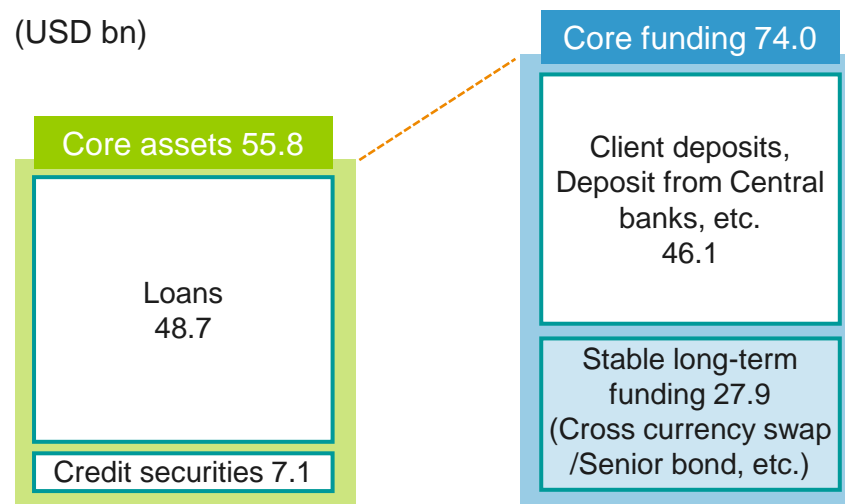 (USD bn)
Core assets 55.8
Loans
48.7
Credit securities 7.1
Core funding 74.0
Client deposits,
Deposit from Central
banks, etc.
46.1
Stable long-term
funding 27.9
(Cross currency swap
/Senior bond, etc.)